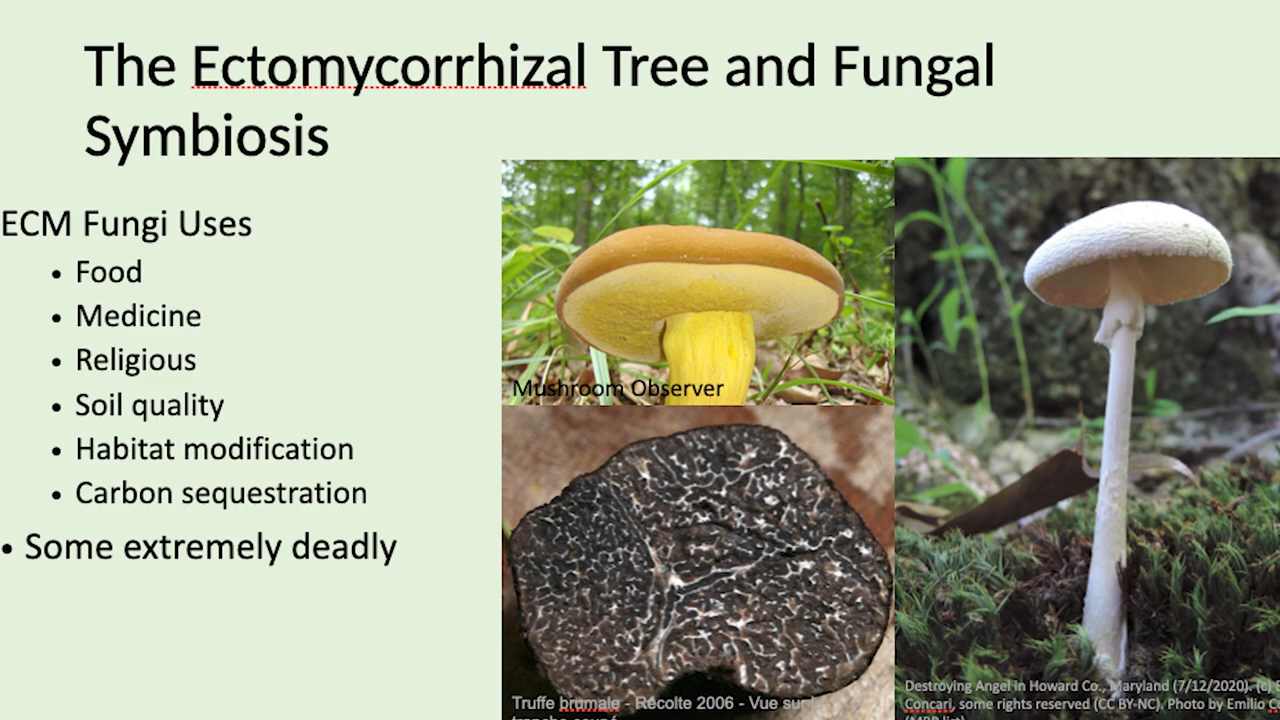 The Ectomycorrhizal Tree and Fungal
Symbiosis
ECM Fungi Uses
• Food
• Medicine
• Religious
• Soil quality
• Habitat modification
• Carbon sequestration
• Some extremely deadly
Mushroom Observer
Truffe brumale - Récolte 2006 - Vue sur
Destroying Angel in Howard Co., Maryland (7/12/2020). (c)
Concari, some rights reserved (CC BY-NC). Photo by Emilio